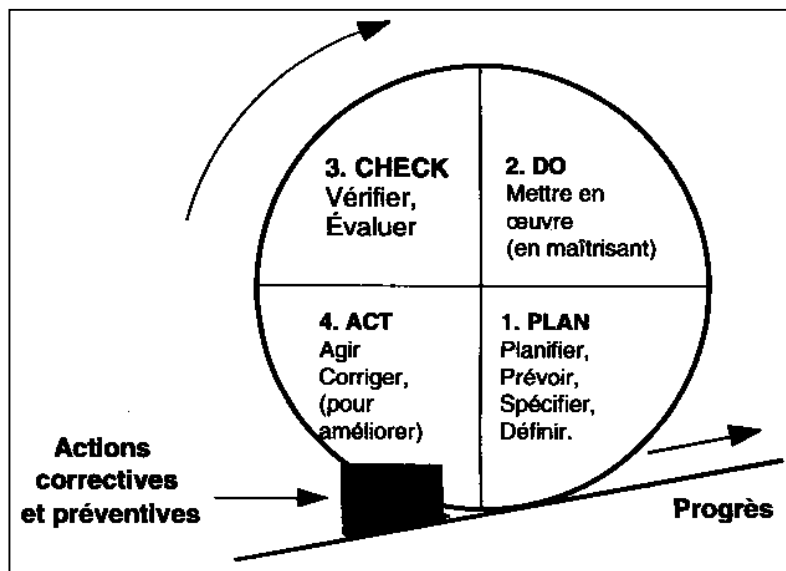 3. CHECK
Vérifier,
Évaluer
2. DO
Mettre en
œuvre
(en maîtrisant)
4. ACT
Agir
Corriger,
(pour
améliorer)
1. PLAN
Planifier,
Prévoir,
Spécifier,
Définir.
Actions
correctives
et préventives
Progrès